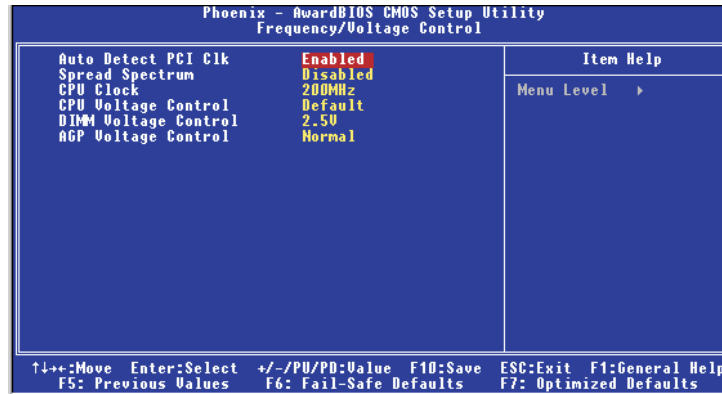 Phoenix - AwardBIOS CMOS Setup Utility
Frequency/Voltage Control
Auto Detect PCI Clk Enabled
Spread Spectrum Disabled
CPU Clock 200MHz
CPU Voltage Control Default
DIMM Voltage Control 2.5V
AGP Voltage Control Normal
Item Help
Menu Level ▸
↑↓→←:Move Enter:Select +/-/PU/PD:Value F10:Save ESC:Exit F1:General Help
F5: Previous Values F6: Fail-Safe Defaults F7: Optimized Defaults